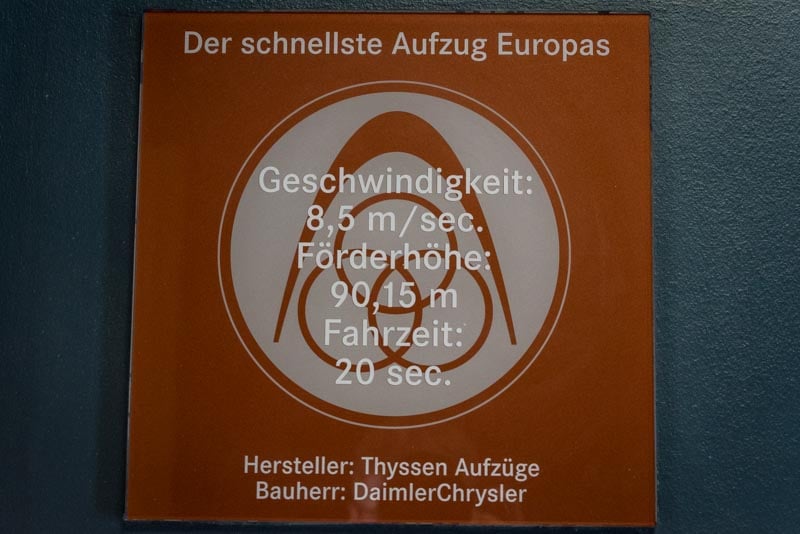 Der schnellste Aufzug Europas
Geschwindigkeit:
8,5 m/sec.
Förderhöhe:
90,15 m
Fahrzeit:
20 sec.
Hersteller: Thyssen Aufzüge
Bauherr: DaimlerChrysler